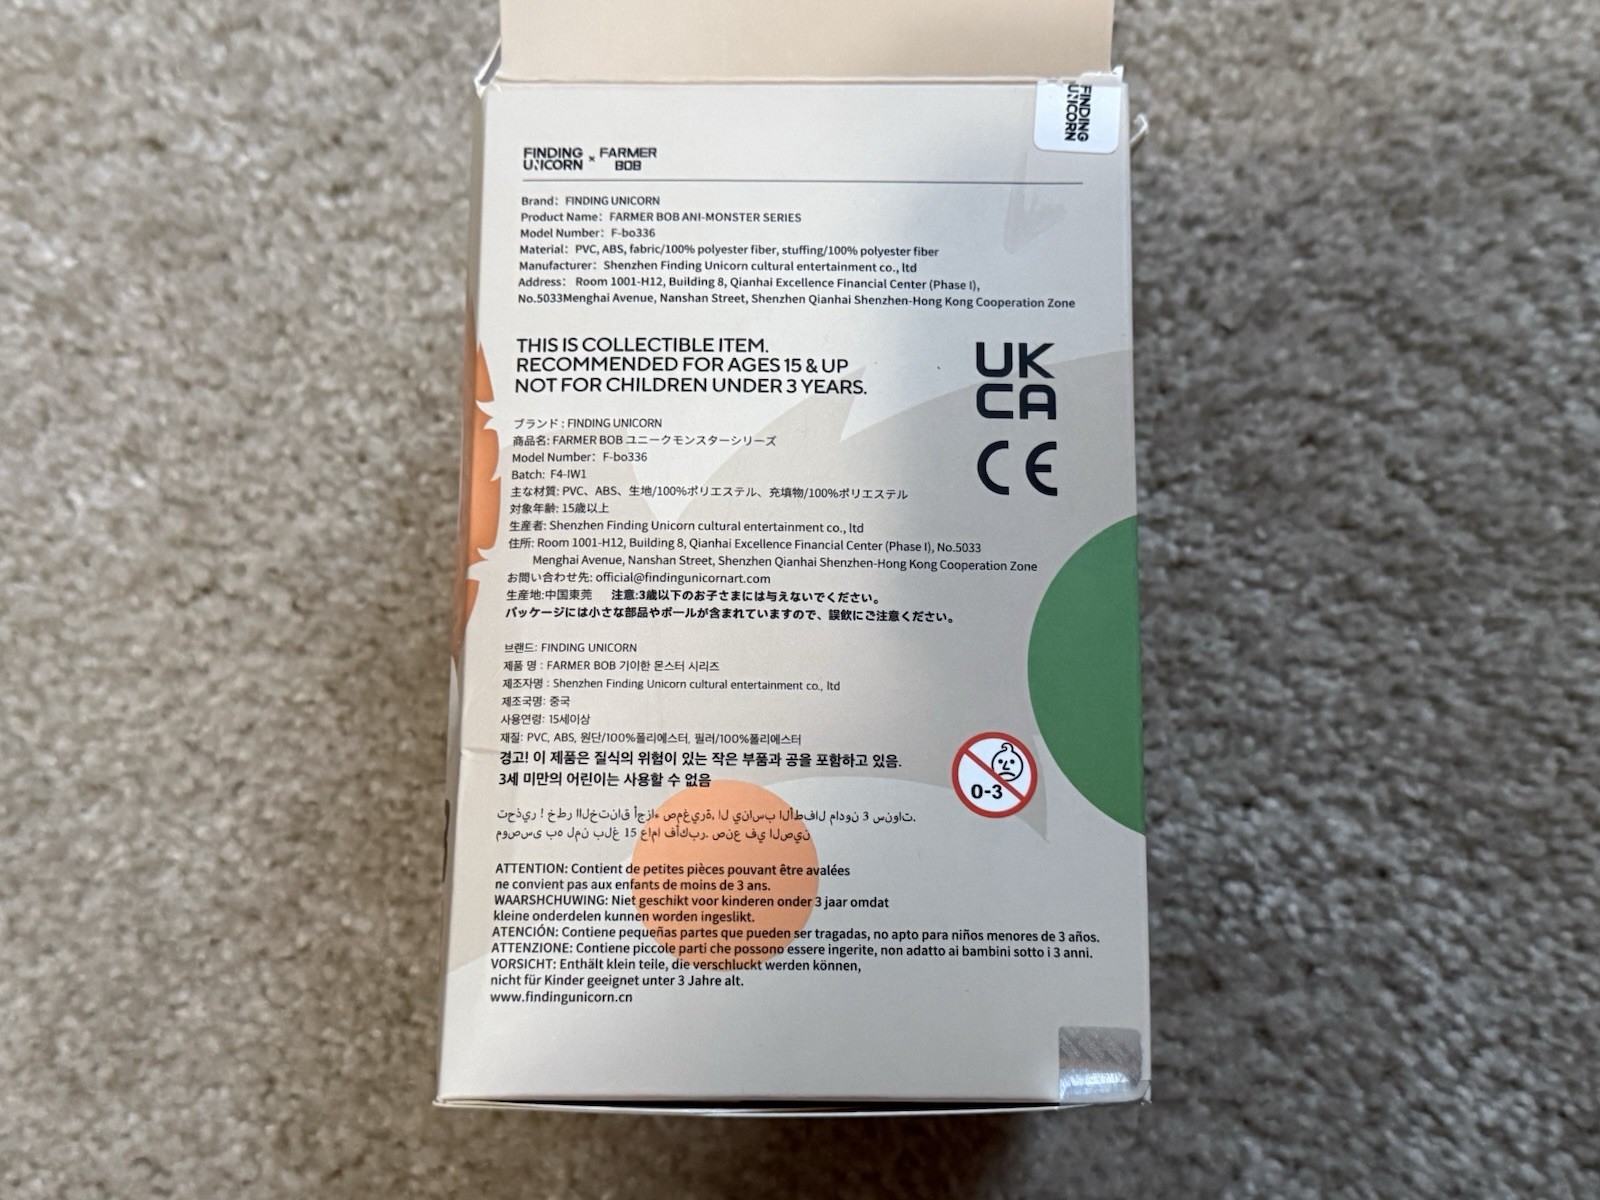 FINDING UNICORN
FINDING
UNICORN × FARMER
BOB
Brand: FINDING UNICORN
Product Name: FARMER BOB ANI-MONSTER SERIES
Model Number: F-bo336
Material: PVC, ABS, fabric/100% polyester fiber, stuffing/100% polyester fiber
Manufacturer: Shenzhen Finding Unicorn cultural entertainment co., ltd
Address: Room 1001-H12, Building 8, Qianhai Excellence Financial Center (Phase I),
No.5033Menghai Avenue, Nanshan Street, Shenzhen Qianhai Shenzhen-Hong Kong Cooperation Zone
THIS IS COLLECTIBLE ITEM.
RECOMMENDED FOR AGES 15 & UP
NOT FOR CHILDREN UNDER 3 YEARS.
UK
CA
CE
ブランド : FINDING UNICORN
商品名: FARMER BOB ユニークモンスターシリーズ
Model Number: F-bo336
Batch: F4-IW1
主な材質: PVC、ABS、生地/100%ポリエステル、充填物/100%ポリエステル
対象年齢: 15歳以上
生産者: Shenzhen Finding Unicorn cultural entertainment co., ltd
住所: Room 1001-H12, Building 8, Qianhai Excellence Financial Center (Phase I), No.5033
Menghai Avenue, Nanshan Street, Shenzhen Qianhai Shenzhen-Hong Kong Cooperation Zone
お問い合わせ先: official@findingunicornart.com
生産地:中国東莞 注意:3歳以下のお子さまには与えないでください。
パッケージには小さな部品やボールが含まれていますので、誤飲にご注意ください。
브랜드: FINDING UNICORN
제품 명 : FARMER BOB 기이한 몬스터 시리즈
제조자명 : Shenzhen Finding Unicorn cultural entertainment co., ltd
제조국명: 중국
사용연령: 15세이상
재질: PVC, ABS, 원단/100%폴리에스터, 필러/100%폴리에스터
경고! 이 제품은 질식의 위험이 있는 작은 부품과 공을 포함하고 있음.
3세 미만의 어린이는 사용할 수 없음
0-3
تحذير ! خطر الاختناق أجزاء صغيرة, لا يناسب الأطفال مادون 3 سنوات.
موصى به لمن بلغ 15 عاما فأكبر. صنع في الصين
ATTENTION: Contient de petites pièces pouvant être avalées
ne convient pas aux enfants de moins de 3 ans.
WAARSHCHUWING: Niet geschikt voor kinderen onder 3 jaar omdat
kleine onderdelen kunnen worden ingeslikt.
ATENCIÓN: Contiene pequeñas partes que pueden ser tragadas, no apto para niños menores de 3 años.
ATTENZIONE: Contiene piccole parti che possono essere ingerite, non adatto ai bambini sotto i 3 anni.
VORSICHT: Enthält klein teile, die verschluckt werden können,
nicht für Kinder geeignet unter 3 Jahre alt.
www.findingunicorn.cn